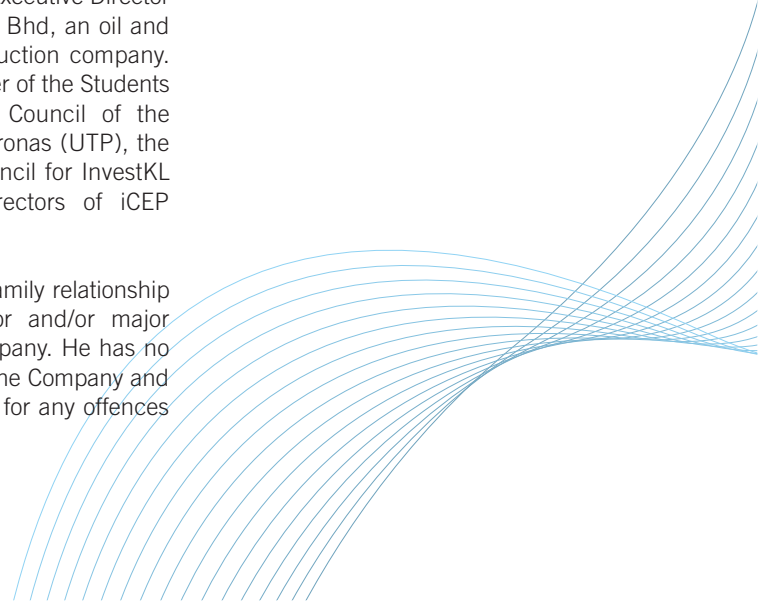 xecutive Director
Bhd, an oil and
uction company.
er of the Students
Council of the
ronas (UTP), the
ncil for InvestKL
rectors of iCEP
amily relationship
or and/or major
pany. He has no
he Company and
for any offences